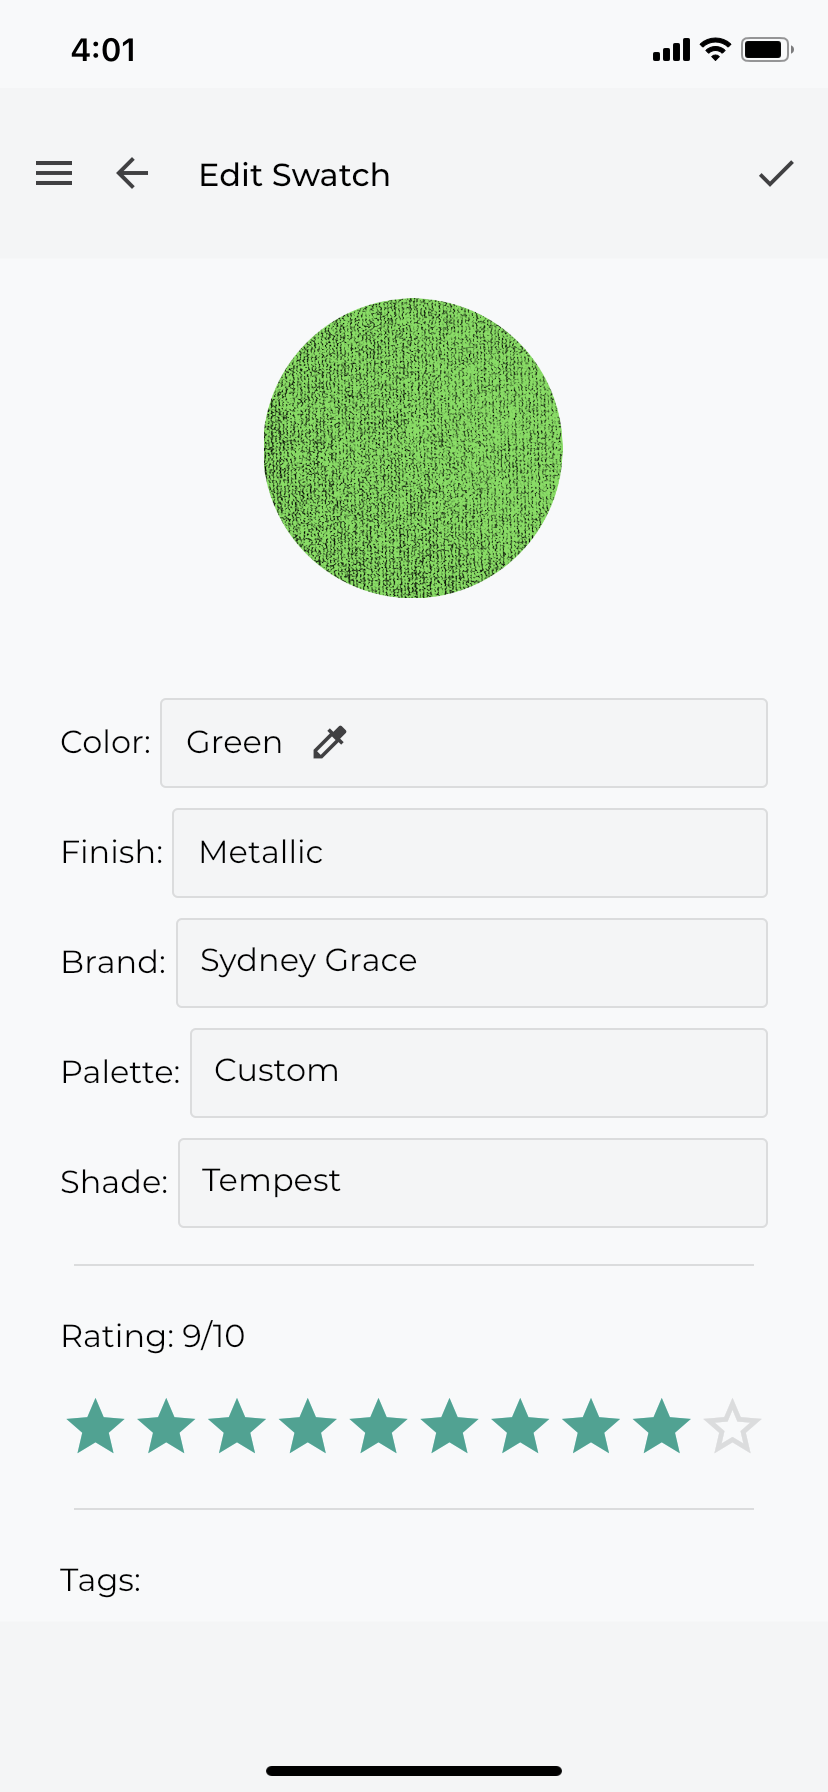 4:01
Edit Swatch
Color: Green
Finish: Metallic
Brand: Sydney Grace
Palette: Custom
Shade: Tempest
Rating: 9/10
Tags: